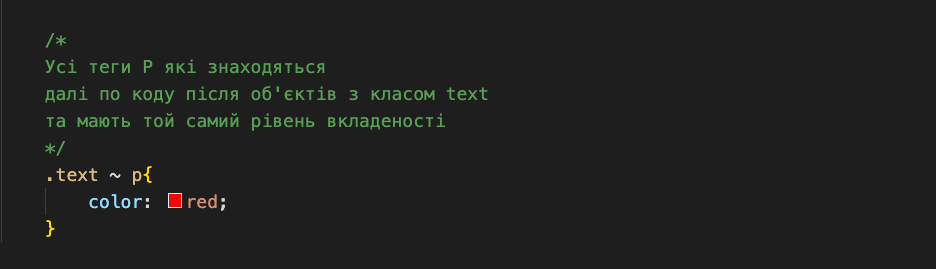 /*
Усі теги P які знаходяться
далі по коду після об'єктів з класом text
та мають той самий рівень вкладеності
*/
.text ~ p{
    color: red;
}